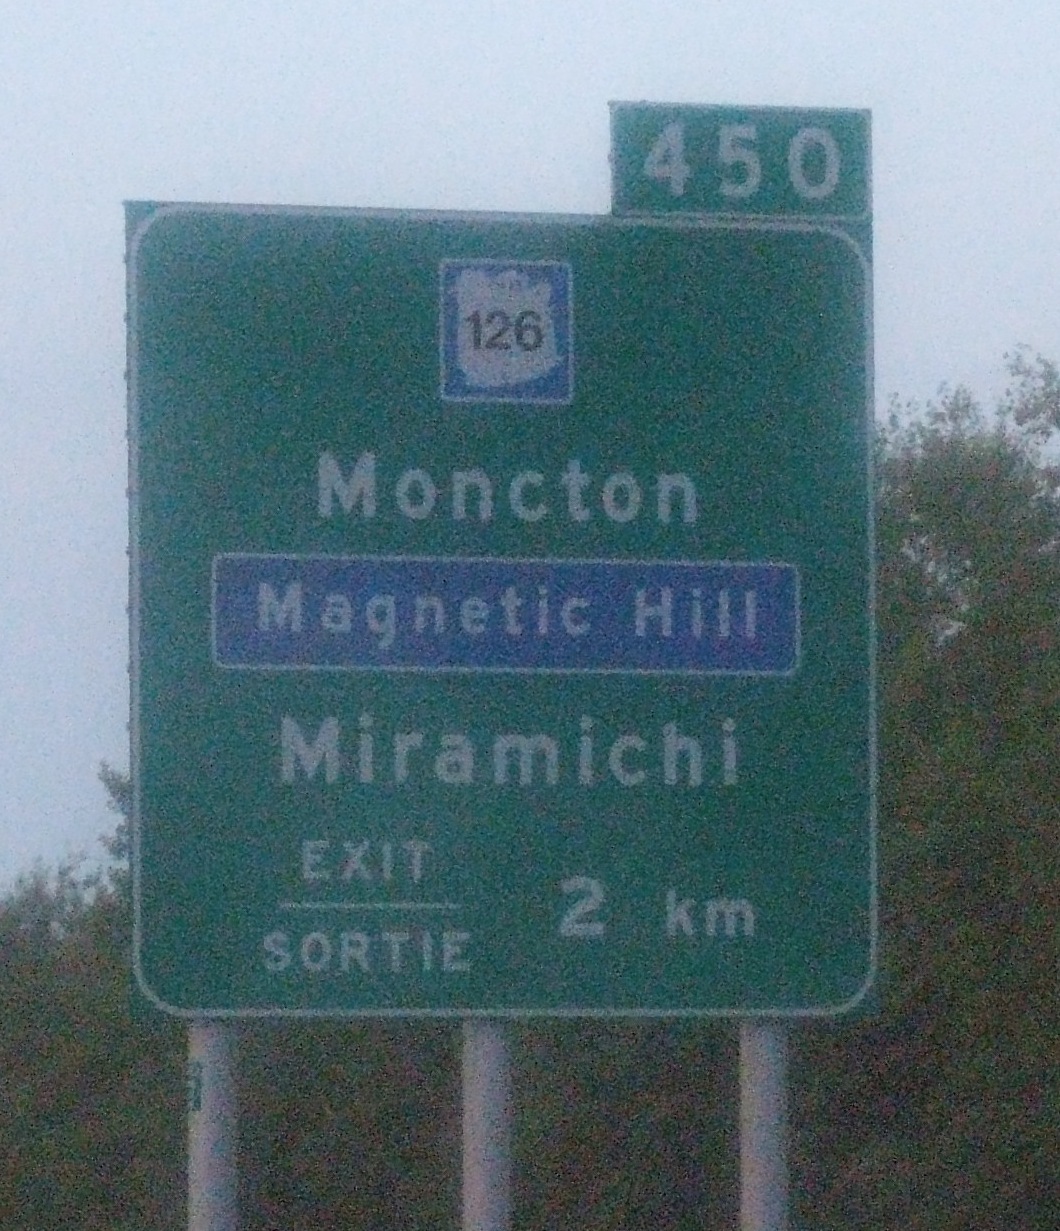 450
126
Moncton
Magnetic Hill
Miramichi
EXIT
SORTIE
2 km